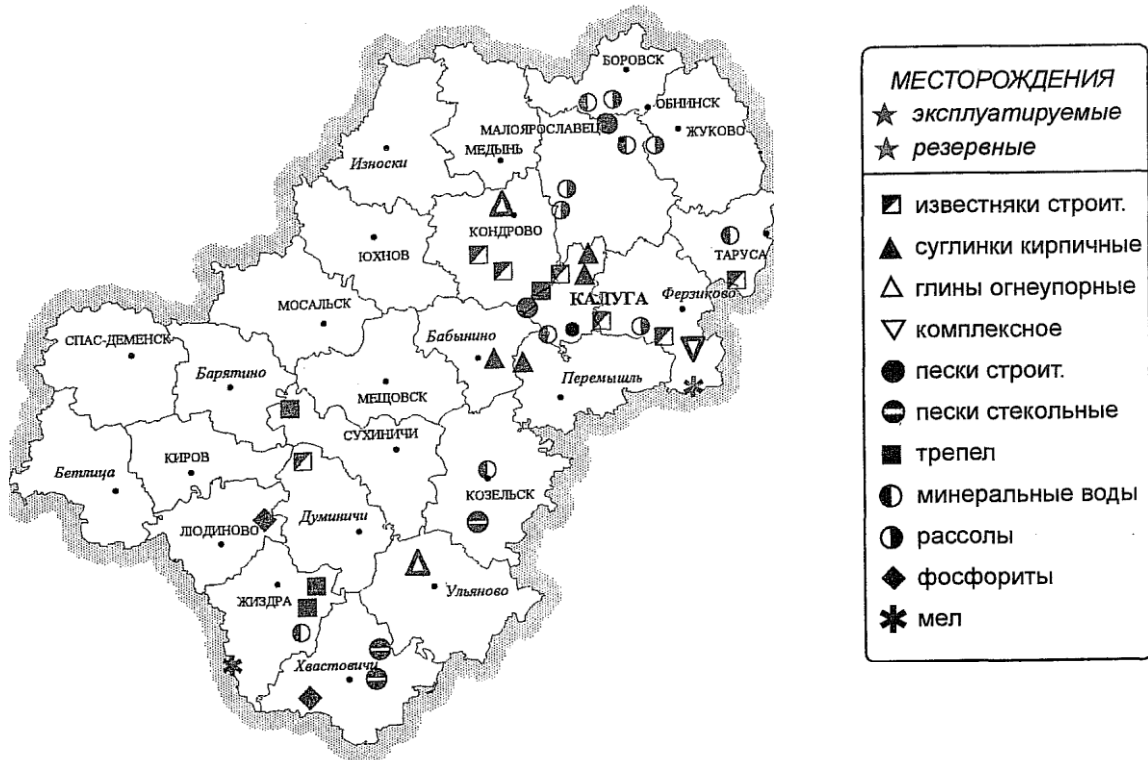 БОРОВСК
ОБНИНСК
МАЛОЯРОСЛАВЕЦ
ЖУКОВО
МЕДЫНЬ
Износки
КОНДРОВО
ЮХНОВ
ТАРУСА
МОСАЛЬСК
КАЛУГА
Ферзиково
СПАС-ДЕМЕНСК
Бабынино
Барятино
Перемышль
МЕЩОВСК
СУХИНИЧИ
КИРОВ
Бетлица
КОЗЕЛЬСК
ЛЮДИНОВО
Думиничи
ЖИЗДРА
Ульяново
Хвастовичи
МЕСТОРОЖДЕНИЯ
эксплуатируемые
резервные
известняки строит.
суглинки кирпичные
глины огнеупорные
комплексное
пески строит.
пески стекольные
трепел
минеральные воды
рассолы
фосфориты
мел